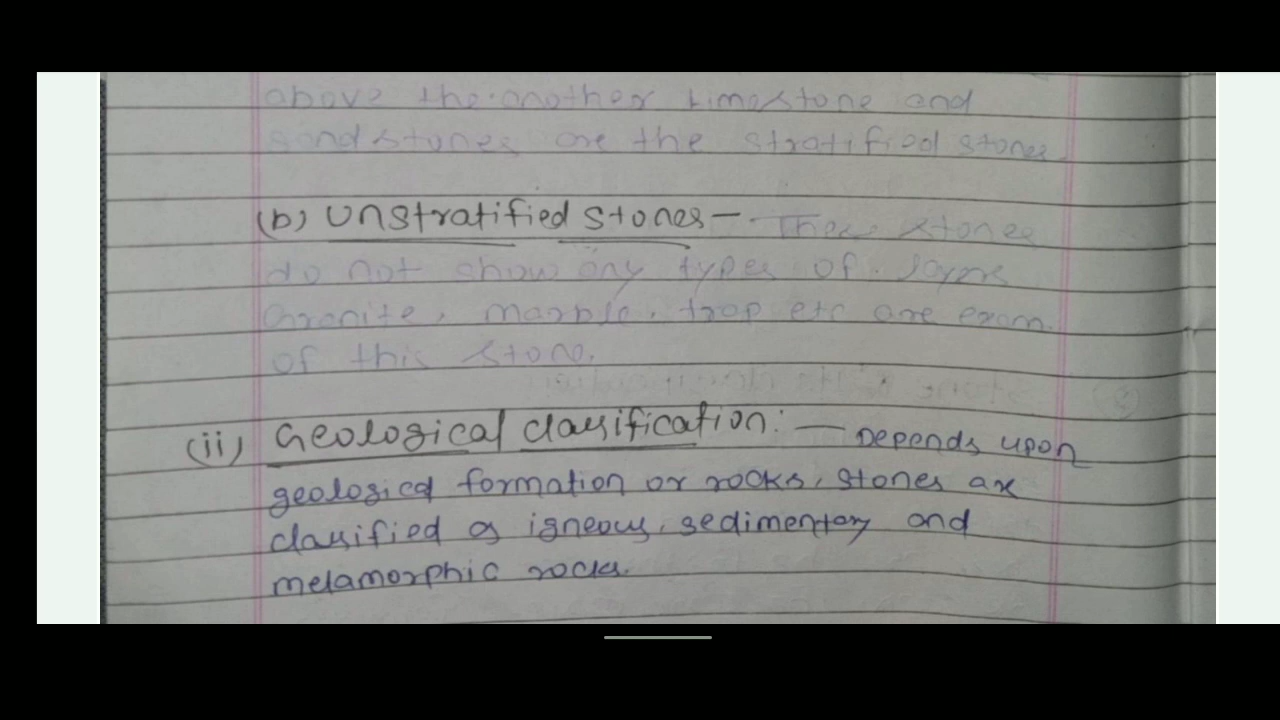 above the another limestone and
sandstones are the stratified stones
(b) Unstratified stones - These stones
do not show any types of layers
Granite, marble, trap etc are exam.
of this stone.
(ii) Geological classification: - Depends upon
geological formation or rocks, stones are
classified as igneous, sedimentary and
metamorphic rocks.